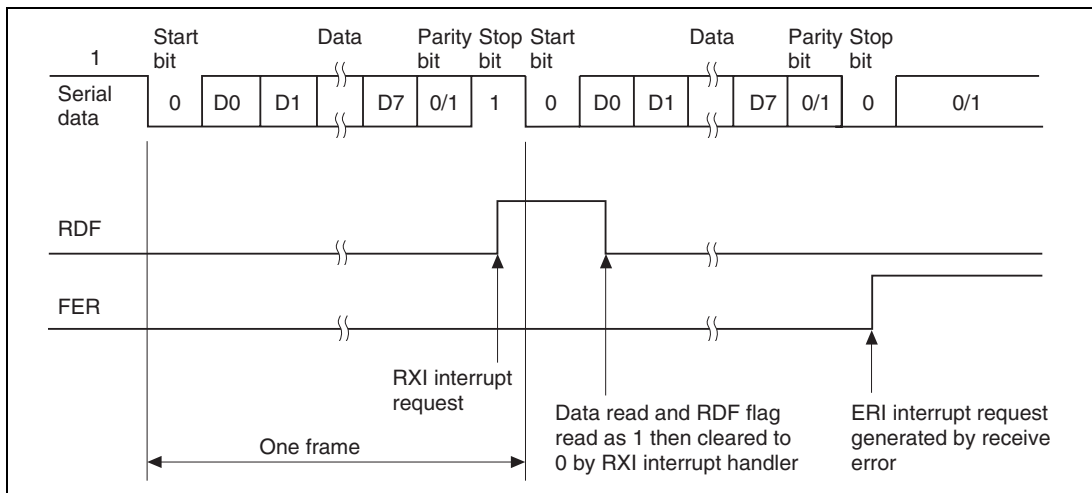 Start bit
Data
Parity bit
Stop bit
Start bit
Data
Parity bit
Stop bit
1
Serial data
0 D0 D1 D7 0/1 1 0 D0 D1 D7 0/1 0 0/1
RDF
FER
RXI interrupt
request
Data read and RDF flag
read as 1 then cleared to
0 by RXI interrupt handler
ERI interrupt request
generated by receive
error
One frame